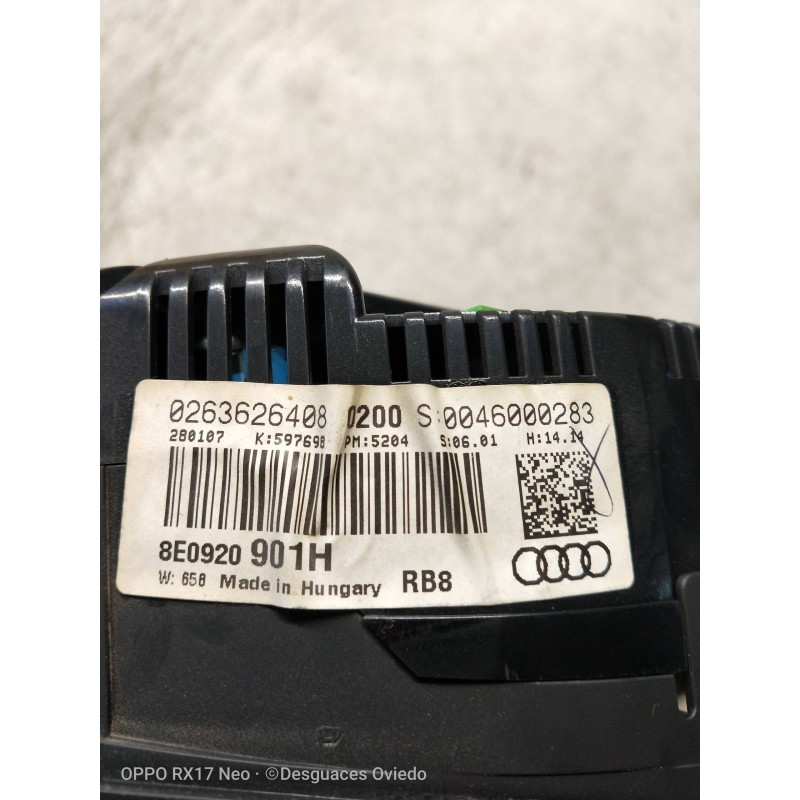 0263626408 0200 S:0046000283
280107 K:597698 PM:5204 S:06.01 H:14.14
8E0920 901H
W: 658 Made in Hungary RB8
OPPO RX17 Neo · ©Desguaces Oviedo